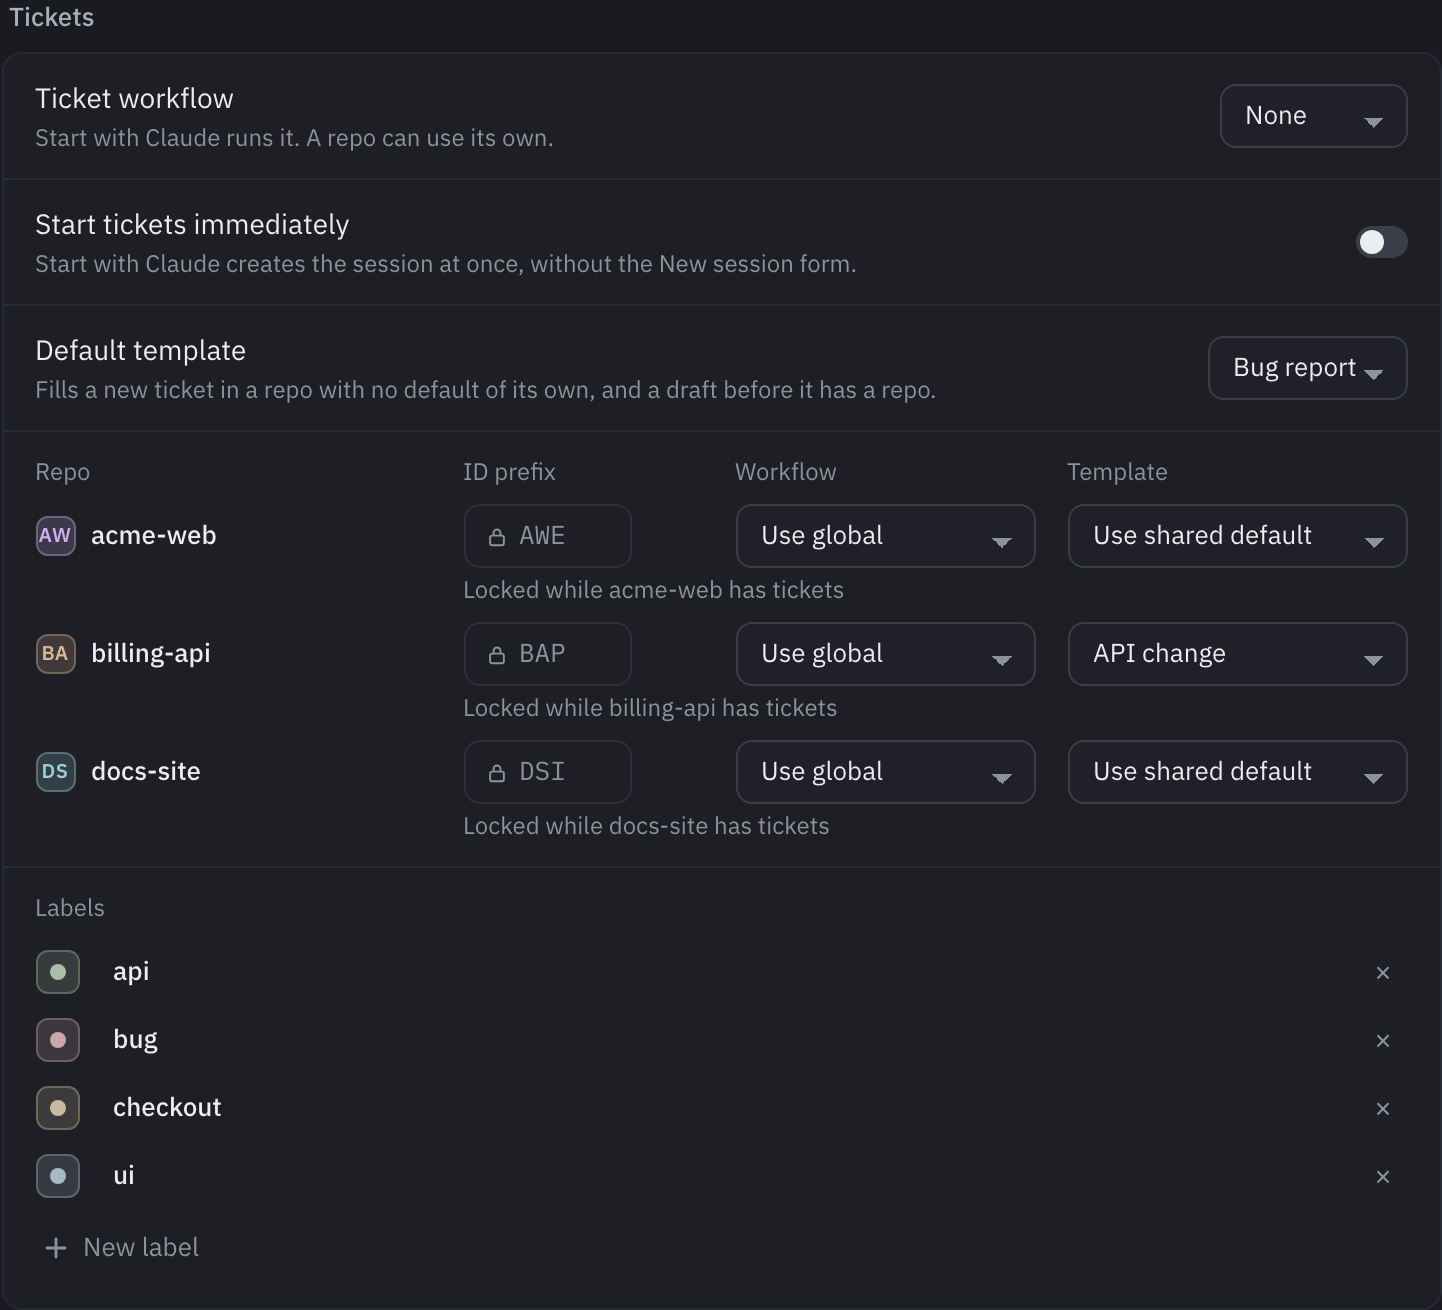 Tickets
Ticket workflow
Start with Claude runs it. A repo can use its own.
None
Start tickets immediately
Start with Claude creates the session at once, without the New session form.
Default template
Fills a new ticket in a repo with no default of its own, and a draft before it has a repo.
Bug report
Repo ID prefix Workflow Template
AW acme-web AWE Use global Use shared default
Locked while acme-web has tickets
BA billing-api BAP Use global API change
Locked while billing-api has tickets
DS docs-site DSI Use global Use shared default
Locked while docs-site has tickets
Labels
api ×
bug ×
checkout ×
ui ×
+ New label